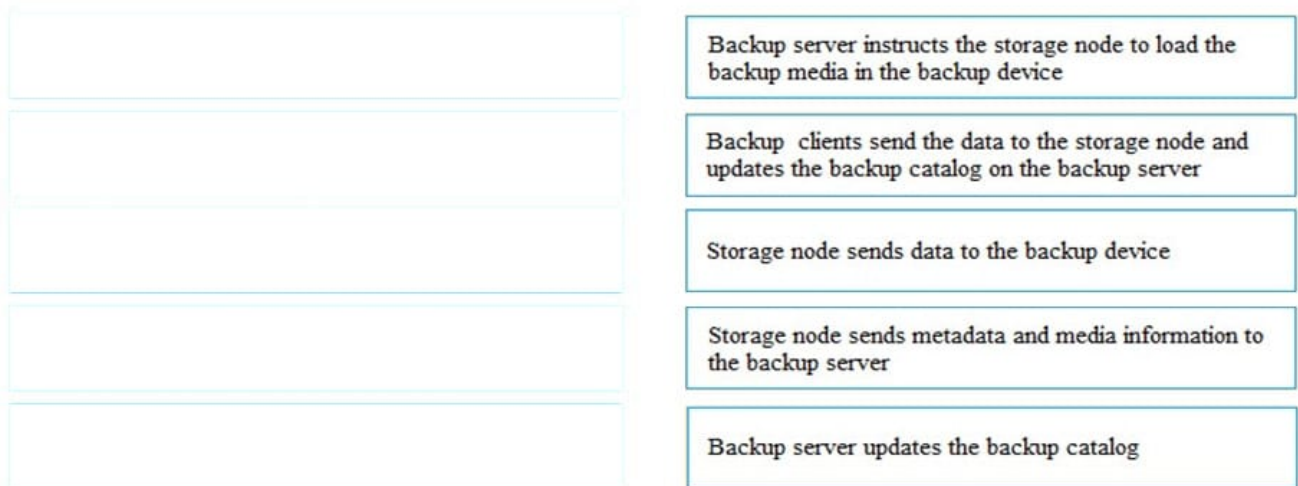 Backup server instructs the storage node to load the
backup media in the backup device
Backup clients send the data to the storage node and
updates the backup catalog on the backup server
Storage node sends data to the backup device
Storage node sends metadata and media information to
the backup server
Backup server updates the backup catalog